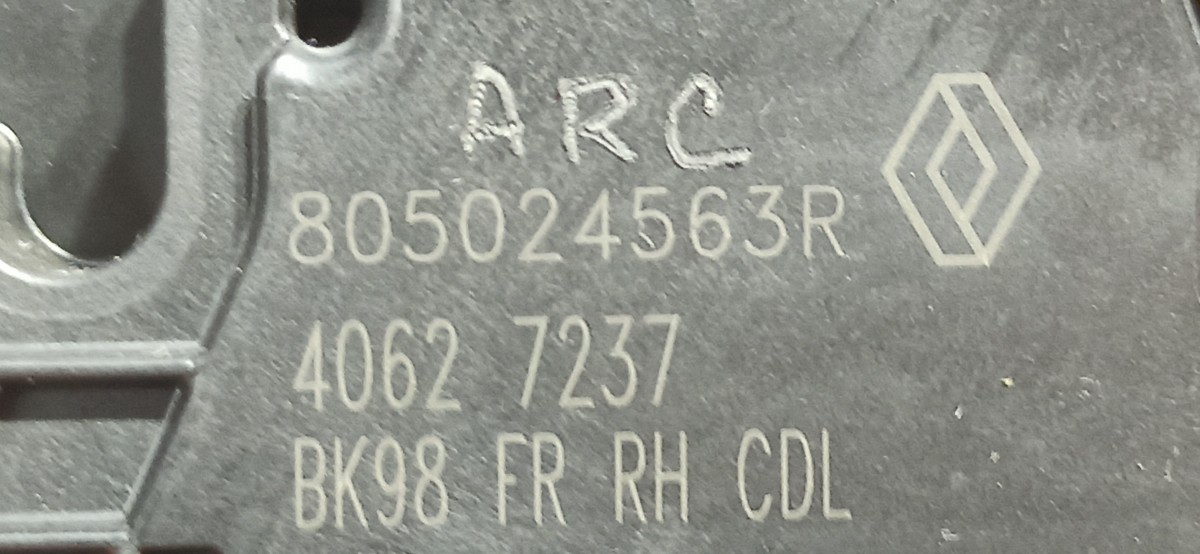 ARC
805024563R
4062 7237
BK98 FR RH CDL